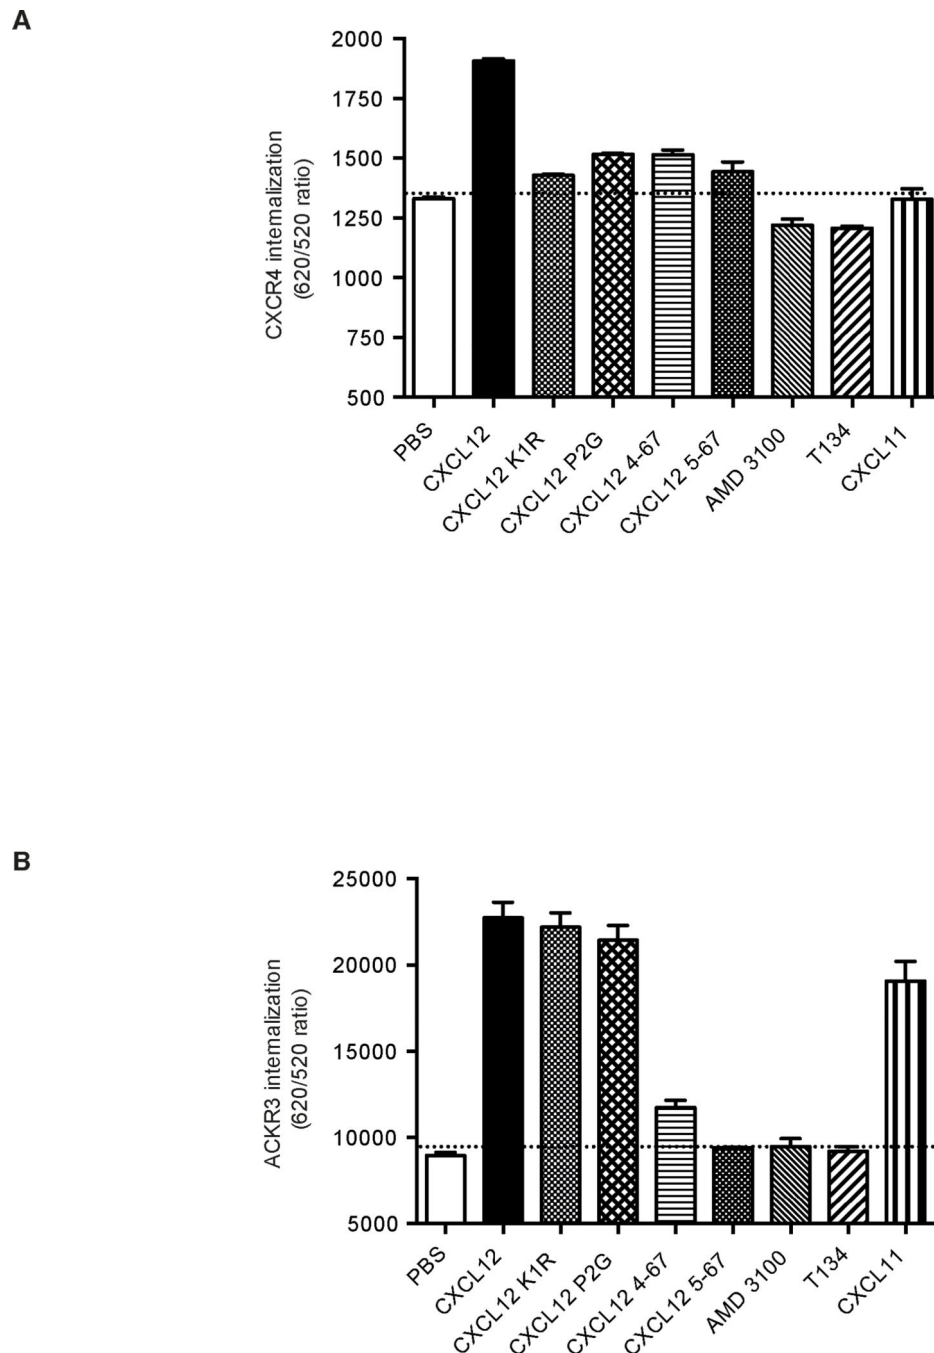 A
CXCR4 internalization
(620/520 ratio)
2000
1750
1500
1250
1000
750
500
PBS
CXCL12
CXCL12 K1R
CXCL12 P2G
CXCL12 4-67
CXCL12 5-67
AMD 3100
T134
CXCL11
B
ACKR3 internalization
(620/520 ratio)
25000
20000
15000
10000
5000
PBS
CXCL12
CXCL12 K1R
CXCL12 P2G
CXCL12 4-67
CXCL12 5-67
AMD 3100
T134
CXCL11